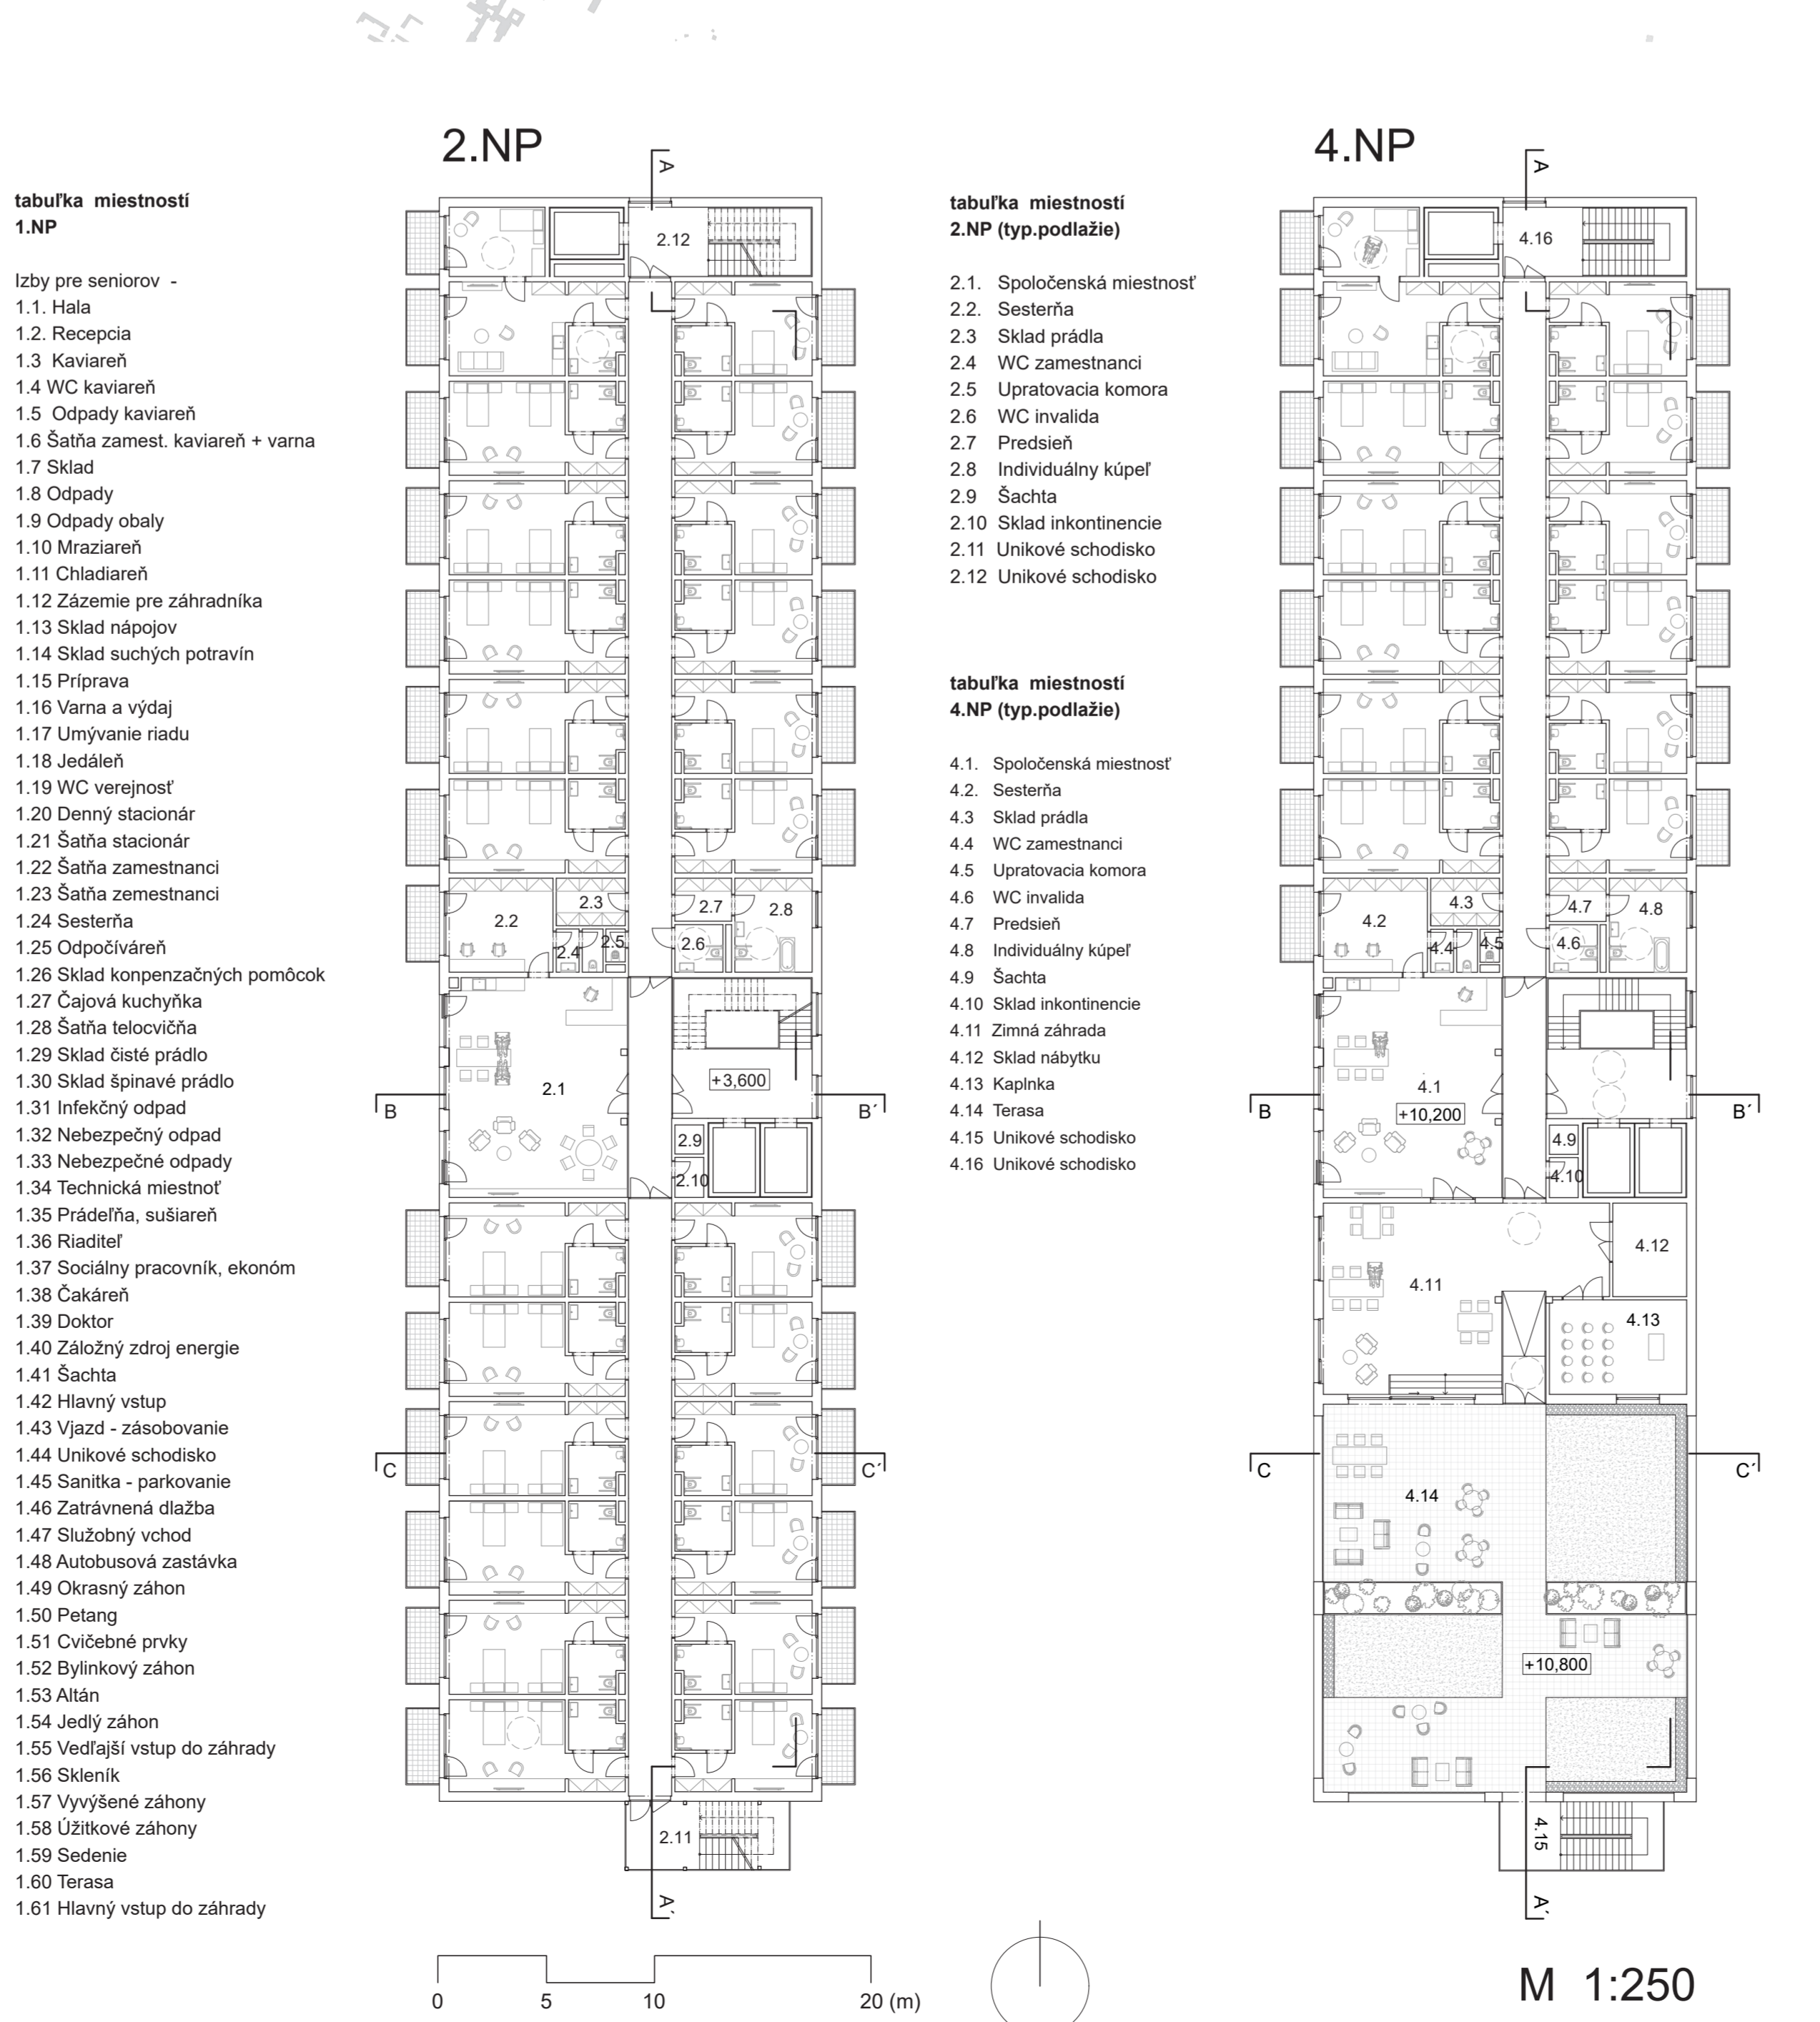 2.NP
4.NP
tabuľka miestností
1.NP
Izby pre seniorov -
1.1. Hala
1.2. Recepcia
1.3 Kaviareň
1.4 WC kaviareň
1.5 Odpady kaviareň
1.6 Šatňa zamest. kaviareň + varna
1.7 Sklad
1.8 Odpady
1.9 Odpady obaly
1.10 Mraziareň
1.11 Chladiareň
1.12 Zázemie pre záhradníka
1.13 Sklad nápojov
1.14 Sklad suchých potravín
1.15 Príprava
1.16 Varna a výdaj
1.17 Umývanie riadu
1.18 Jedáleň
1.19 WC verejnosť
1.20 Denný stacionár
1.21 Šatňa stacionár
1.22 Šatňa zamestnanci
1.23 Šatňa zemestnanci
1.24 Sesterňa
1.25 Odpočíváreň
1.26 Sklad konpenzačných pomôcok
1.27 Čajová kuchyňka
1.28 Šatňa telocvičňa
1.29 Sklad čisté prádlo
1.30 Sklad špinavé prádlo
1.31 Infekčný odpad
1.32 Nebezpečný odpad
1.33 Nebezpečné odpady
1.34 Technická miestnoť
1.35 Prádeľňa, sušiareň
1.36 Riaditeľ
1.37 Sociálny pracovník, ekonóm
1.38 Čakáreň
1.39 Doktor
1.40 Záložný zdroj energie
1.41 Šachta
1.42 Hlavný vstup
1.43 Vjazd - zásobovanie
1.44 Unikové schodisko
1.45 Sanitka - parkovanie
1.46 Zatrávnená dlažba
1.47 Služobný vchod
1.48 Autobusová zastávka
1.49 Okrasný záhon
1.50 Petang
1.51 Cvičebné prvky
1.52 Bylinkový záhon
1.53 Altán
1.54 Jedlý záhon
1.55 Vedľajší vstup do záhrady
1.56 Skleník
1.57 Vyvýšené záhony
1.58 Úžitkové záhony
1.59 Sedenie
1.60 Terasa
1.61 Hlavný vstup do záhrady
A
2.12
2.2
2.3
2.7
2.8
2.4
2.5
2.6
2.1
+3,600
B
B´
2.9
2.10
C
C´
2.11
A´
tabuľka miestností
2.NP (typ.podlažie)
2.1. Spoločenská miestnosť
2.2. Sesterňa
2.3 Sklad prádla
2.4 WC zamestnanci
2.5 Upratovacia komora
2.6 WC invalida
2.7 Predsieň
2.8 Individuálny kúpeľ
2.9 Šachta
2.10 Sklad inkontinencie
2.11 Unikové schodisko
2.12 Unikové schodisko
tabuľka miestností
4.NP (typ.podlažie)
4.1. Spoločenská miestnosť
4.2. Sesterňa
4.3 Sklad prádla
4.4 WC zamestnanci
4.5 Upratovacia komora
4.6 WC invalida
4.7 Predsieň
4.8 Individuálny kúpeľ
4.9 Šachta
4.10 Sklad inkontinencie
4.11 Zimná záhrada
4.12 Sklad nábytku
4.13 Kaplnka
4.14 Terasa
4.15 Unikové schodisko
4.16 Unikové schodisko
A
4.16
4.2
4.3
4.7
4.8
4.4
4.5
4.6
4.1
+10,200
B
B´
4.9
4.10
4.12
4.11
4.13
C
C´
4.14
+10,800
4.15
A´
0 5 10 20 (m)
M 1:250